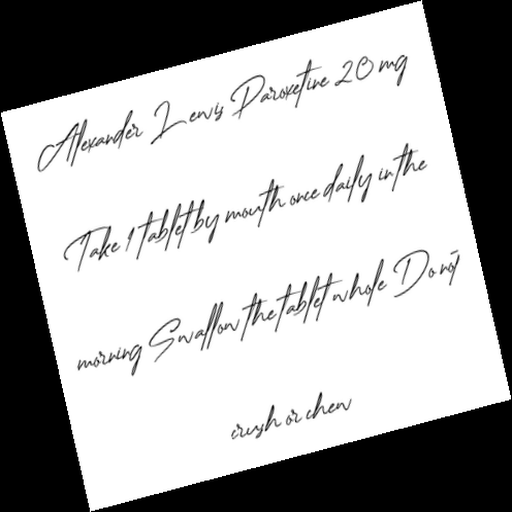 Alexander Lewis Paroxetine 20 mg
Take 1 tablet by mouth once daily in the
morning Swallow the tablet whole Do not
crush or chew